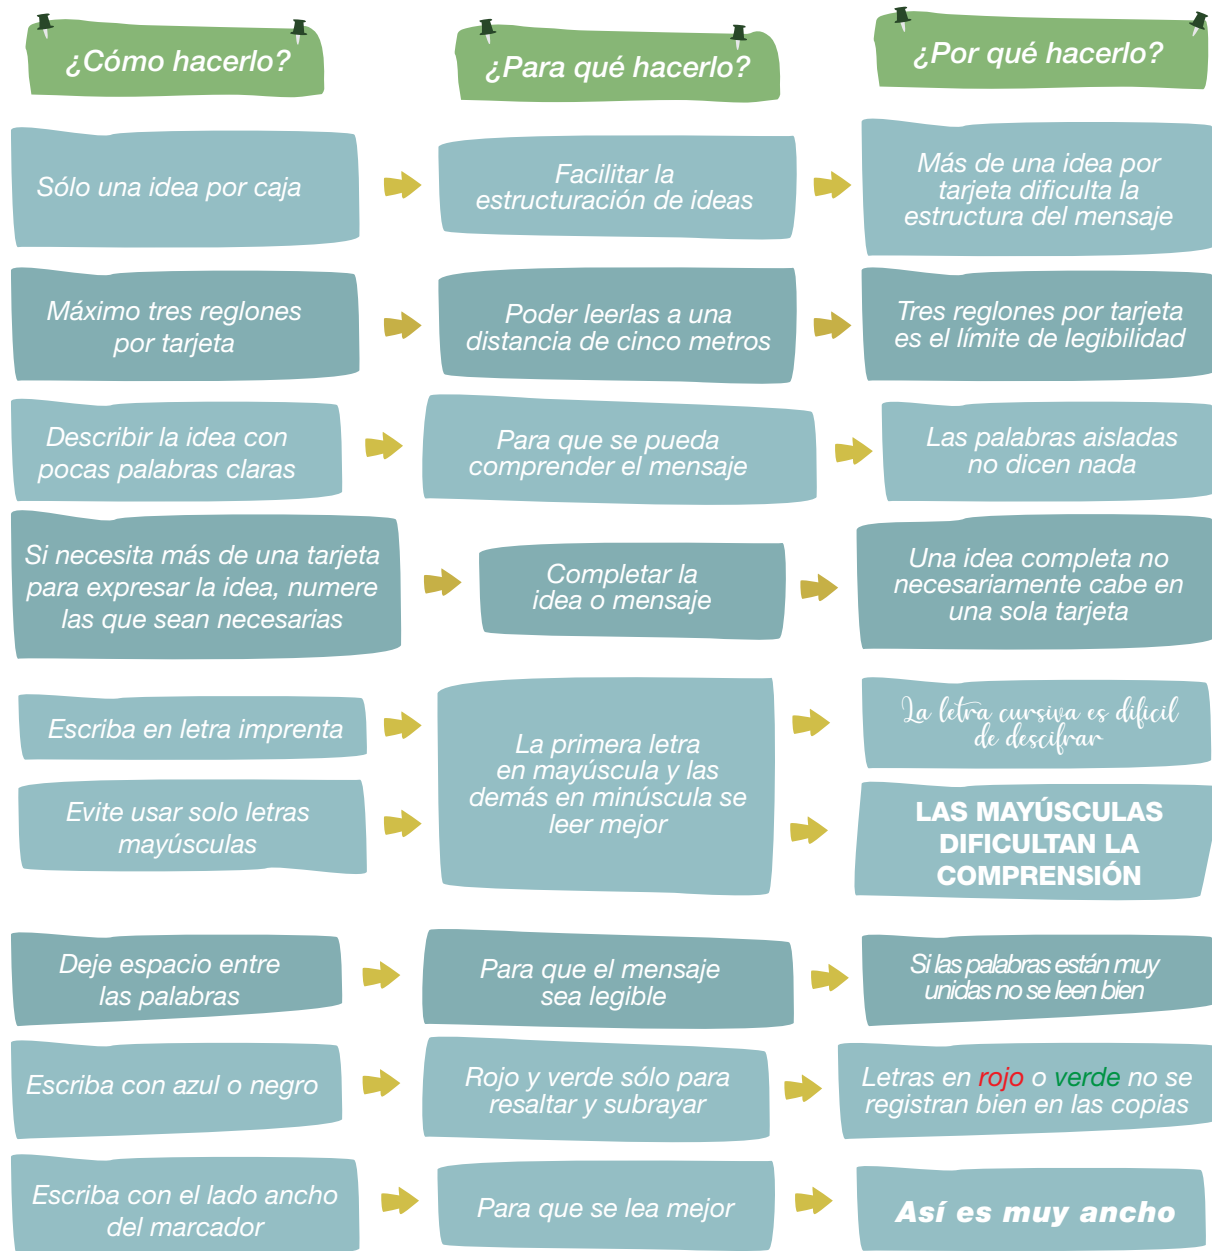 ¿Cómo hacerlo?
¿Para qué hacerlo?
¿Por qué hacerlo?
Sólo una idea por caja
Facilitar la
estructuración de ideas
Más de una idea por
tarjeta dificulta la
estructura del mensaje
Máximo tres reglones
por tarjeta
Poder leerlas a una
distancia de cinco metros
Tres reglones por tarjeta
es el límite de legibilidad
Describir la idea con
pocas palabras claras
Para que se pueda
comprender el mensaje
Las palabras aisladas
no dicen nada
Si necesita más de una tarjeta
para expresar la idea, numere
las que sean necesarias
Completar la
idea o mensaje
Una idea completa no
necesariamente cabe en
una sola tarjeta
Escriba en letra imprenta
Evite usar solo letras
mayúsculas
La primera letra
en mayúscula y las
demás en minúscula se
leer mejor
La letra cursiva es dificil
de descifrar
LAS MAYÚSCULAS
DIFICULTAN LA
COMPRENSIÓN
Deje espacio entre
las palabras
Para que el mensaje
sea legible
Si las palabras están muy
unidas no se leen bien
Escriba con azul o negro
Rojo y verde sólo para
resaltar y subrayar
Letras en rojo o verde no se
registran bien en las copias
Escriba con el lado ancho
del marcador
Para que se lea mejor
Así es muy ancho